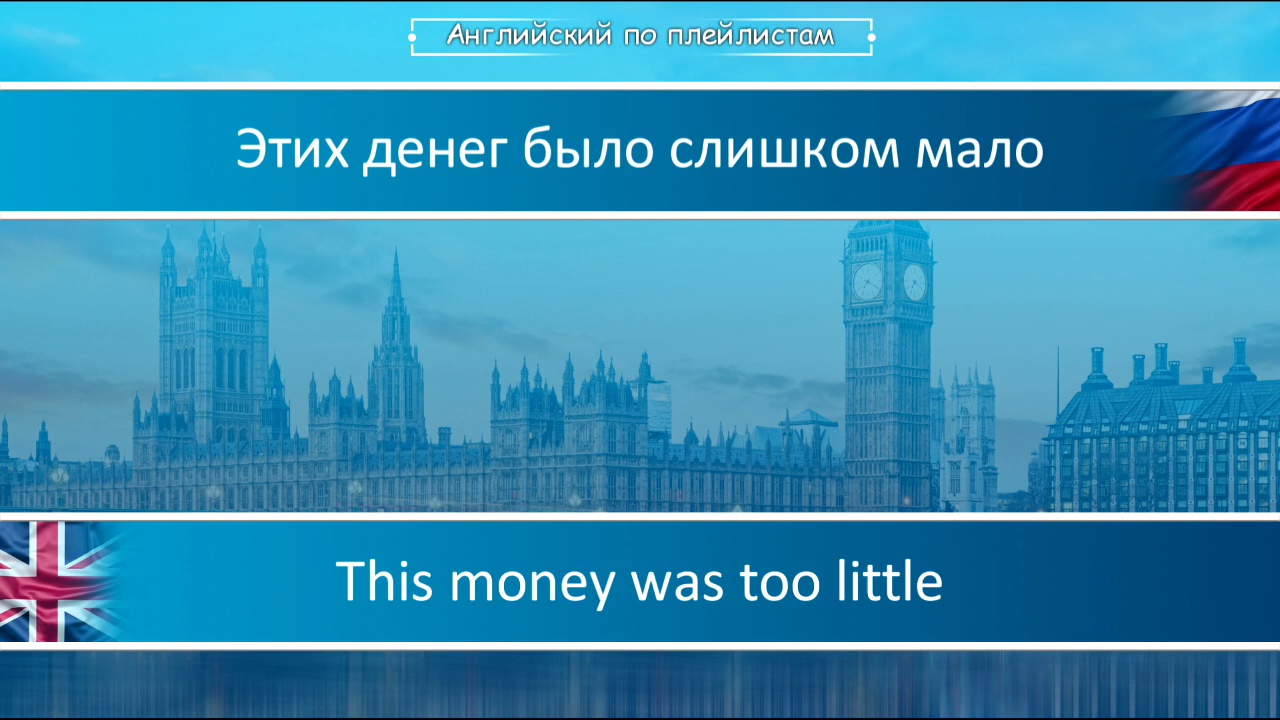 Английский по плейлистам
Этих денег было слишком мало
This money was too little